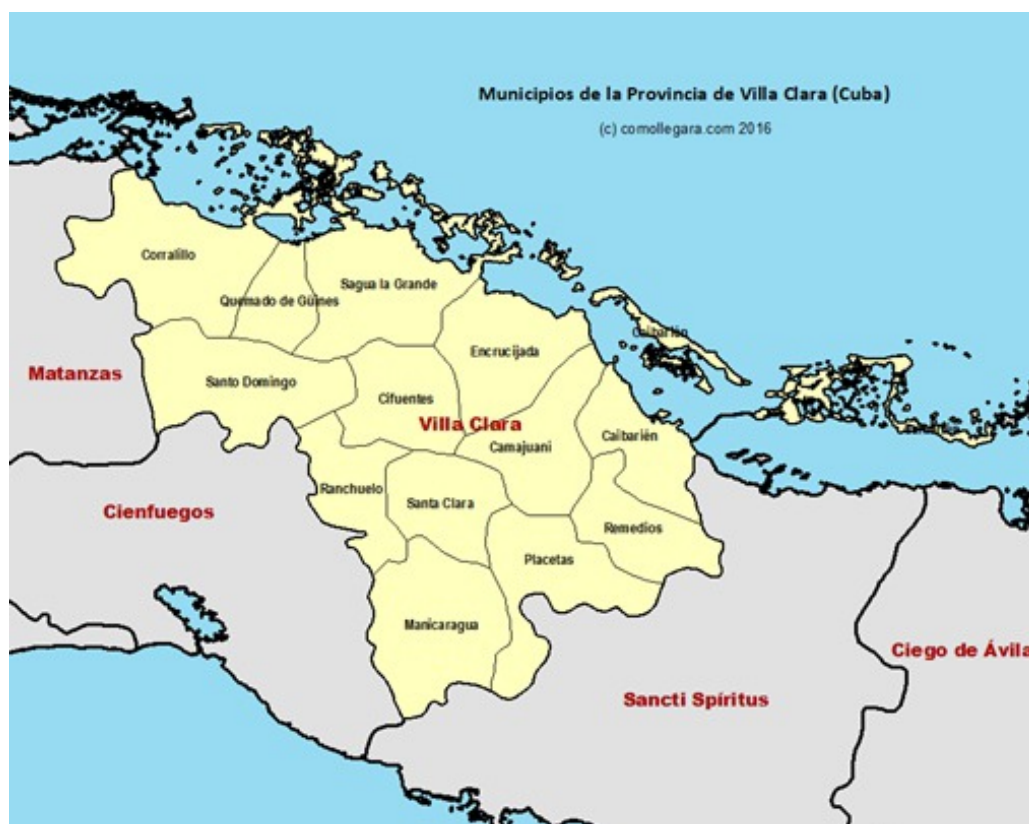 Municipios de la Provincia de Villa Clara (Cuba)
(c) comollegara.com 2016
Corralillo
Sagua la Grande
Quemado de Güines
Caibarién
Encrucijada
Matanzas
Santo Domingo
Cifuentes
Villa Clara
Caibarién
Camajuani
Ranchuelo
Santa Clara
Cienfuegos
Remedios
Placetas
Manicaragua
Ciego de Ávila
Sancti Spíritus